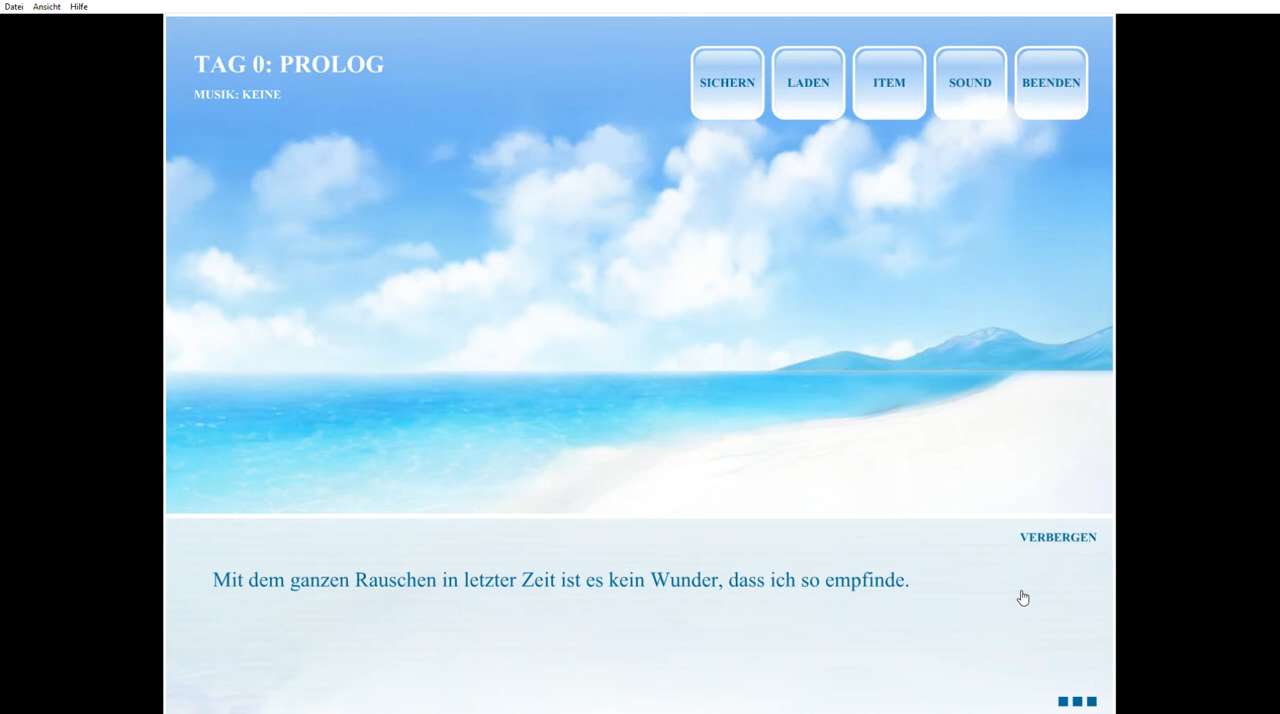 Datei Ansicht Hilfe
TAG 0: PROLOG
MUSIK: KEINE
SICHERN LADEN ITEM SOUND BEENDEN
VERBERGEN
Mit dem ganzen Rauschen in letzter Zeit ist es kein Wunder, dass ich so empfinde.